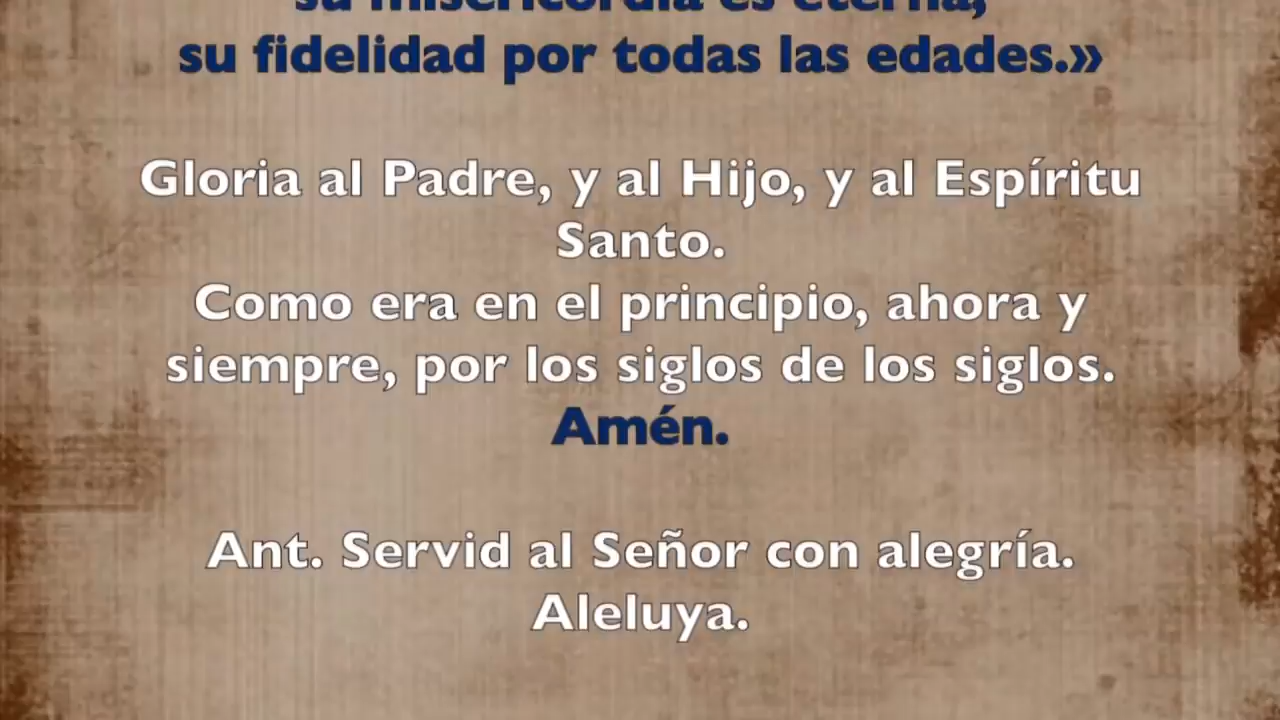 su misericordia es eterna,
su fidelidad por todas las edades.»
Gloria al Padre, y al Hijo, y al Espíritu
Santo.
Como era en el principio, ahora y
siempre, por los siglos de los siglos.
Amén.
Ant. Servid al Señor con alegría.
Aleluya.